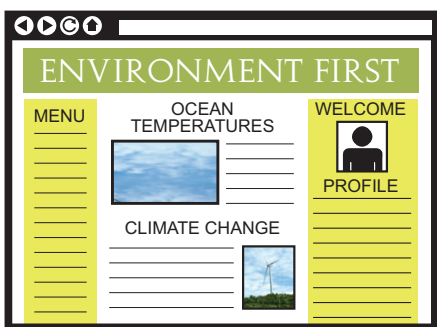 ENVIRONMENT FIRST
MENU
OCEAN
TEMPERATURES
CLIMATE CHANGE
WELCOME
PROFILE